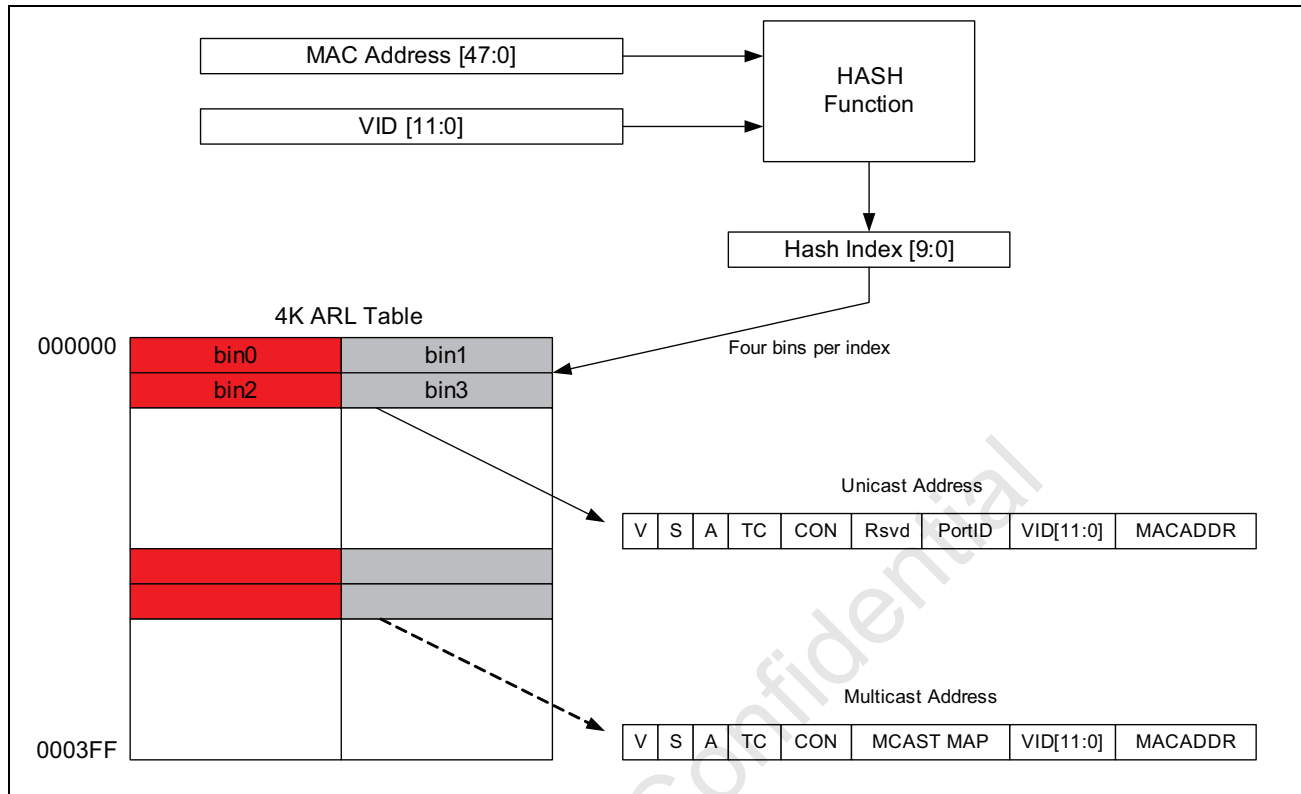 MAC Address [47:0]
HASH
Function
VID [11:0]
Hash Index [9:0]
4K ARL Table
000000
bin0
bin1
Four bins per index
bin2
bin3
Unicast Address
V S A TC CON Rsvd PortID VID[11:0] MACADDR
Multicast Address
V S A TC CON MCAST MAP VID[11:0] MACADDR
0003FF
Confidential